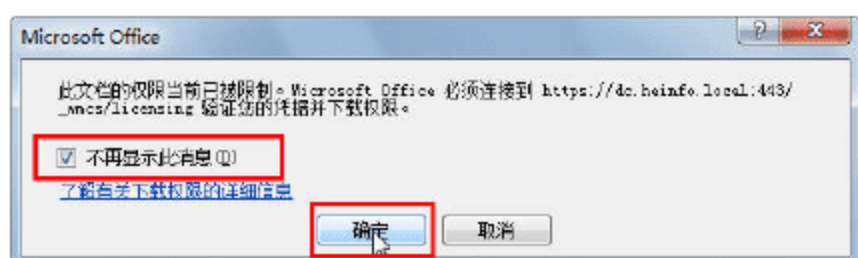 Microsoft Office
此文档的权限当前已被限制。Microsoft Office 必须连接到 https://dc.heinfo.local:443/
_wmcs/licensing 验证您的凭据并下载权限。
不再显示此消息(D)
了解有关下载权限的详细信息
确定 取消